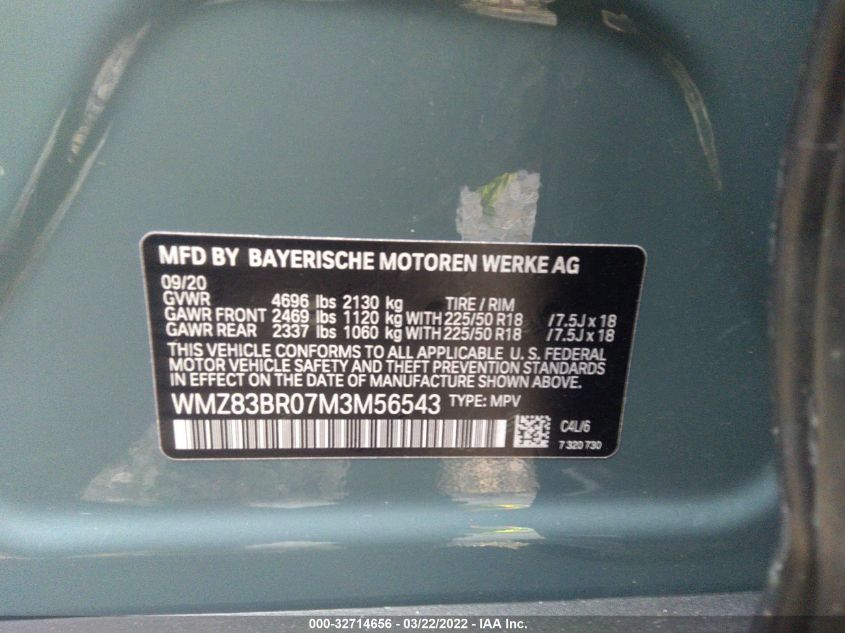 MFD BY BAYERISCHE MOTOREN WERKE AG
09/20
GVWR 4696 lbs 2130 kg TIRE / RIM
GAWR FRONT 2469 lbs 1120 kg WITH 225/50 R18 /7.5J x 18
GAWR REAR 2337 lbs 1060 kg WITH 225/50 R18 /7.5J x 18
THIS VEHICLE CONFORMS TO ALL APPLICABLE U. S. FEDERAL
MOTOR VEHICLE SAFETY AND THEFT PREVENTION STANDARDS
IN EFFECT ON THE DATE OF MANUFACTURE SHOWN ABOVE.
WMZ83BR07M3M56543 TYPE: MPV
C4L/6
7 320 730
000-32714656 - 03/22/2022 - IAA Inc.